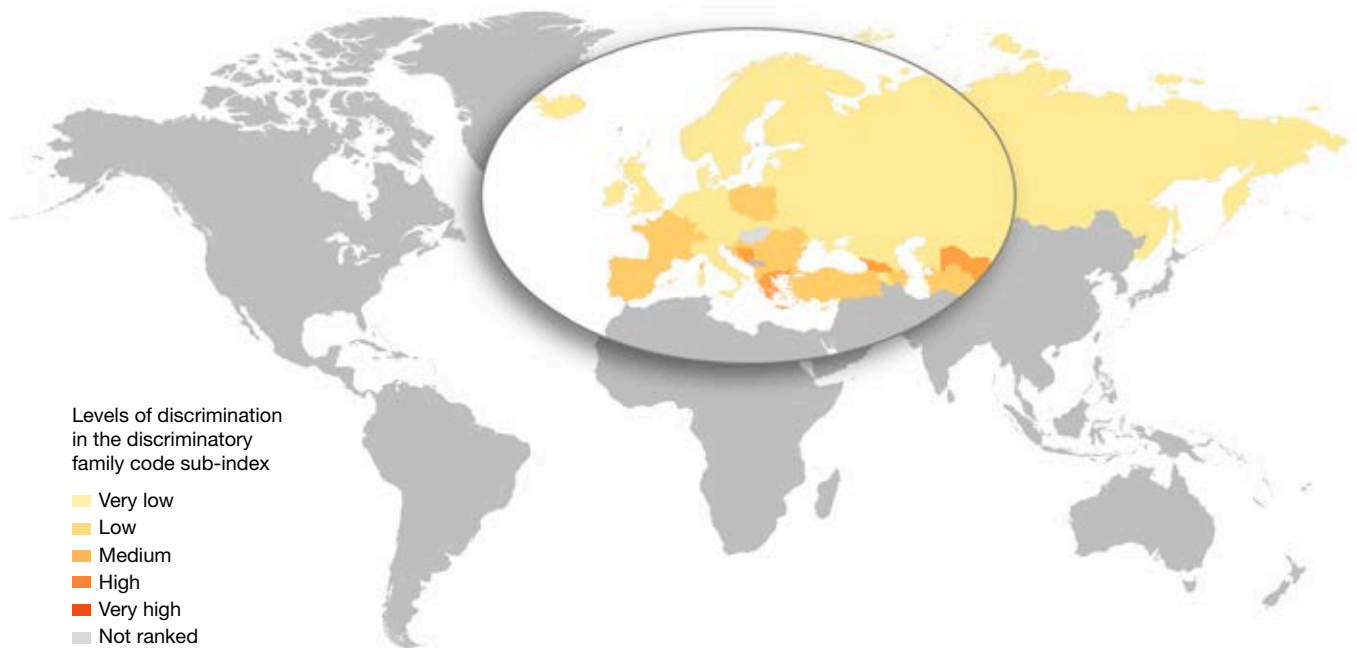 Levels of discrimination
in the discriminatory
family code sub-index
Very low
Low
Medium
High
Very high
Not ranked